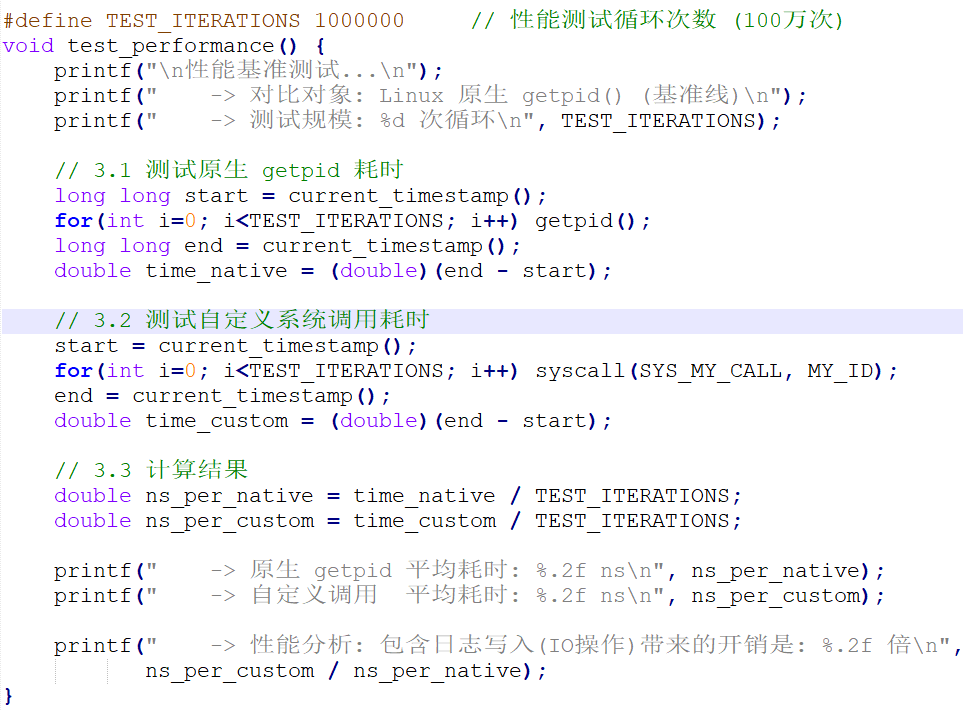 #define TEST_ITERATIONS 1000000     // 性能测试循环次数 (100万次)
void test_performance() {
    printf("\n性能基准测试...\n");
    printf("    -> 对比对象: Linux 原生 getpid() (基准线)\n");
    printf("    -> 测试规模: %d 次循环\n", TEST_ITERATIONS);

    // 3.1 测试原生 getpid 耗时
    long long start = current_timestamp();
    for(int i=0; i<TEST_ITERATIONS; i++) getpid();
    long long end = current_timestamp();
    double time_native = (double)(end - start);

    // 3.2 测试自定义系统调用耗时
    start = current_timestamp();
    for(int i=0; i<TEST_ITERATIONS; i++) syscall(SYS_MY_CALL, MY_ID);
    end = current_timestamp();
    double time_custom = (double)(end - start);

    // 3.3 计算结果
    double ns_per_native = time_native / TEST_ITERATIONS;
    double ns_per_custom = time_custom / TEST_ITERATIONS;

    printf("    -> 原生 getpid 平均耗时: %.2f ns\n", ns_per_native);
    printf("    -> 自定义调用  平均耗时: %.2f ns\n", ns_per_custom);

    printf("    -> 性能分析: 包含日志写入(IO操作)带来的开销是: %.2f 倍\n",
           ns_per_custom / ns_per_native);
}